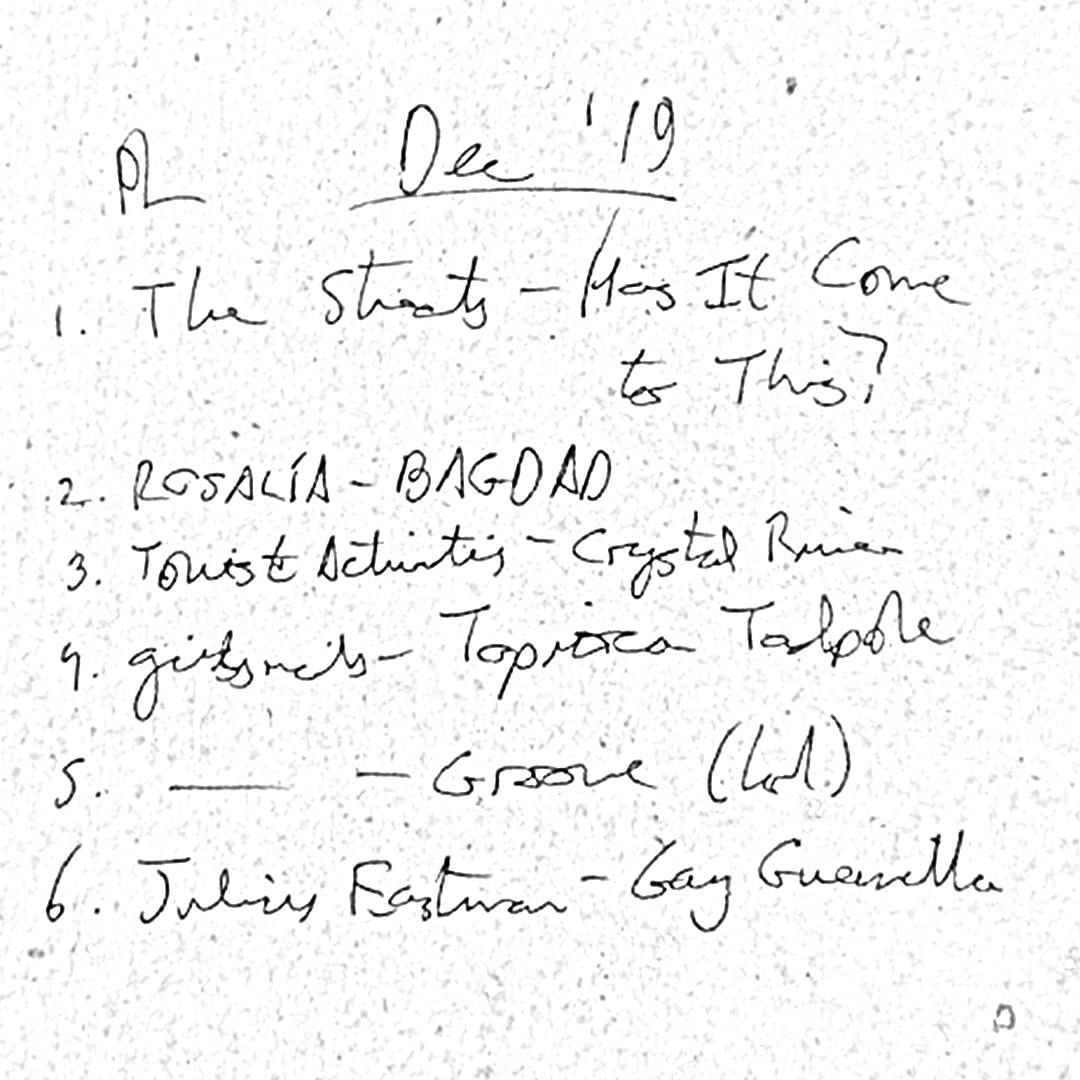 PL Dec '19
1. The Streets - Has It Come
to This?
2. ROSALÍA - BAGDAD
3. Tourist Activities - Crystal River
4. - Tapioca Tadpole
5. —— - Groove (lol)
6. Julius Eastman - Gay Guerrilla